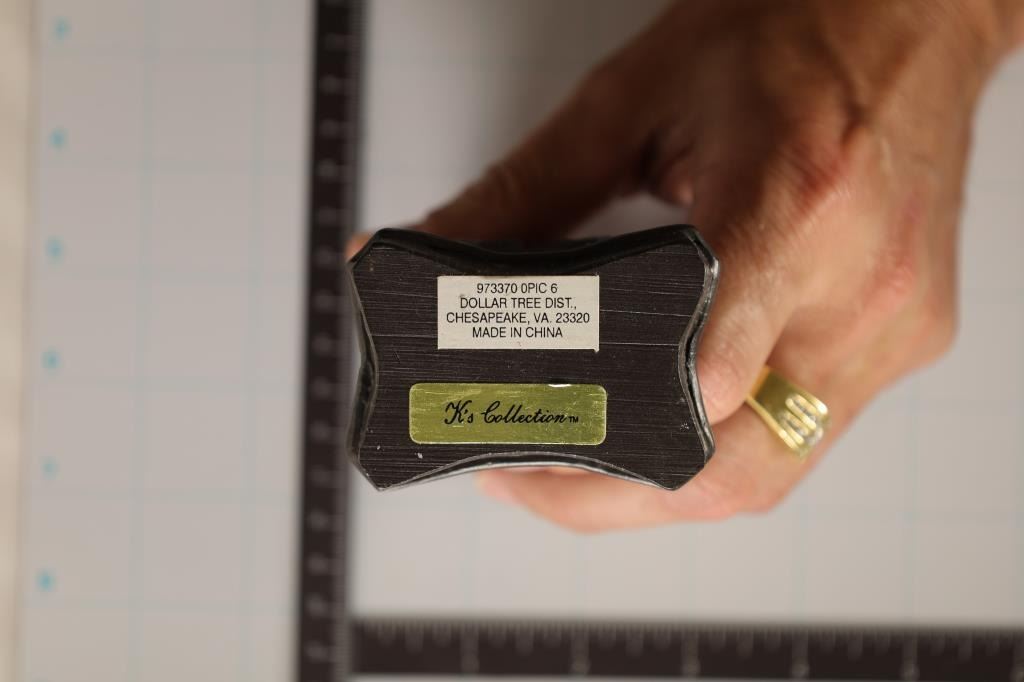 973370 0PIC 6
DOLLAR TREE DIST.,
CHESAPEAKE, VA. 23320
MADE IN CHINA
K's Collection™